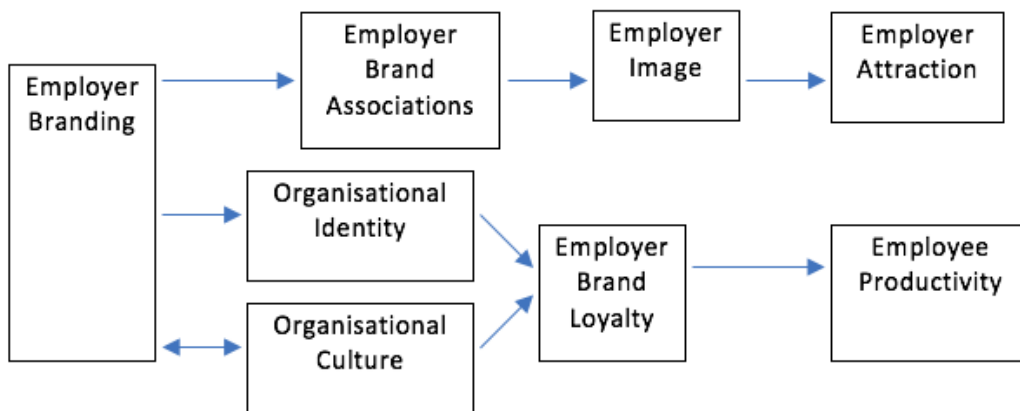 Employer
Branding
Employer
Brand
Associations
Employer
Image
Employer
Attraction
Organisational
Identity
Organisational
Culture
Employer
Brand
Loyalty
Employee
Productivity